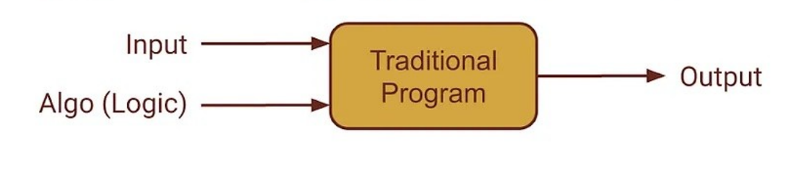 Input
Algo (Logic)
Traditional
Program
Output